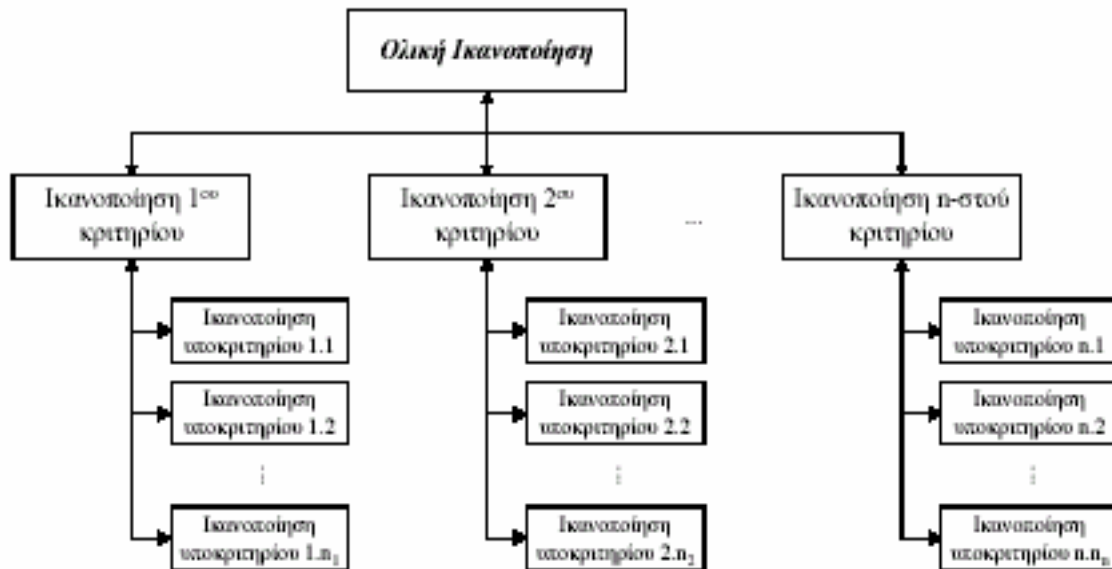 Ολική Ικανοποίηση
Ικανοποίηση 1ου
κριτηρίου
Ικανοποίηση 2ου
κριτηρίου
...
Ικανοποίηση n-στού
κριτηρίου
Ικανοποίηση
υποκριτηρίου 1.1
Ικανοποίηση
υποκριτηρίου 2.1
Ικανοποίηση
υποκριτηρίου n.1
Ικανοποίηση
υποκριτηρίου 1.2
Ικανοποίηση
υποκριτηρίου 2.2
Ικανοποίηση
υποκριτηρίου n.2
Ικανοποίηση
υποκριτηρίου 1.n1
Ικανοποίηση
υποκριτηρίου 2.n2
Ικανοποίηση
υποκριτηρίου n.nn